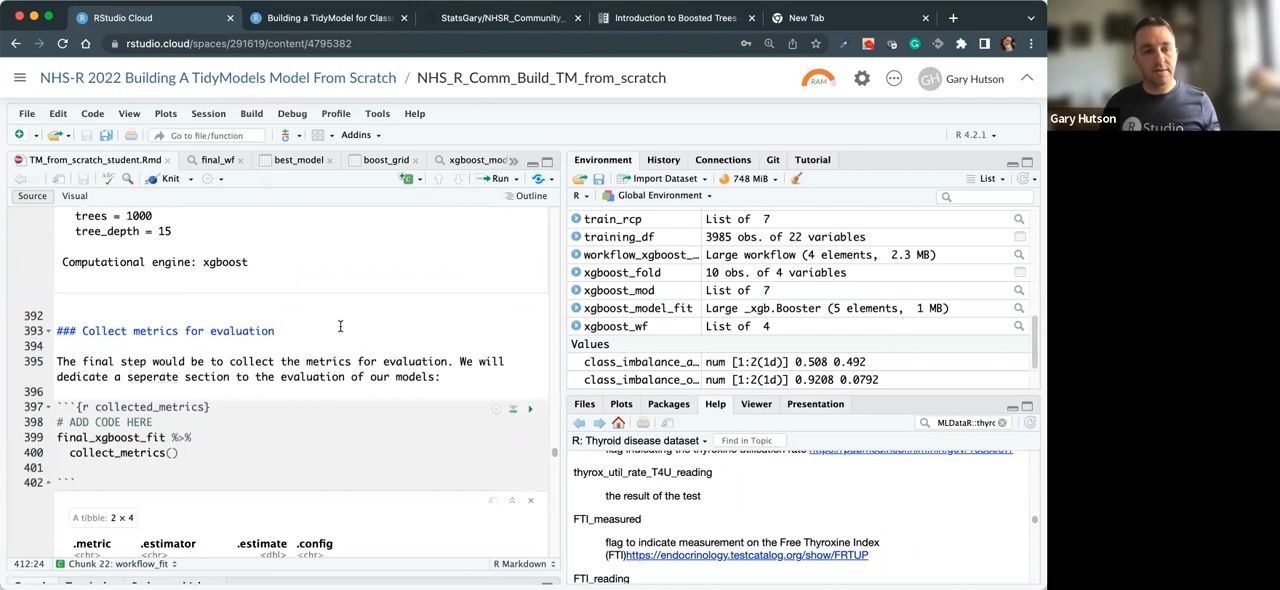 RStudio Cloud
Building a TidyModel for Class
StatsGary/NHSR_Community_
Introduction to Boosted Trees
New Tab
rstudio.cloud/spaces/291619/content/4795382
NHS-R 2022 Building A TidyModels Model From Scratch / NHS_R_Comm_Build_TM_from_scratch
RAM
GH Gary Hutson
File Edit Code View Plots Session Build Debug Profile Tools Help
Go to file/function
Addins
R 4.2.1
TM_from_scratch_student.Rmd
final_wf
best_model
boost_grid
xgboost_mod
Knit
Run
Source Visual
Outline
trees = 1000
tree_depth = 15
Computational engine: xgboost
392
393 ### Collect metrics for evaluation
394
395 The final step would be to collect the metrics for evaluation. We will
dedicate a seperate section to the evaluation of our models:
396
397 ```{r collected_metrics}
398 # ADD CODE HERE
399 final_xgboost_fit %>%
400 collect_metrics()
401
402 ```
A tibble: 2 × 4
.metric .estimator .estimate .config
<chr> <chr> <dbl> <chr>
412:24 Chunk 22: workflow_fit R Markdown
Environment History Connections Git Tutorial
Import Dataset 748 MiB List
R Global Environment
train_rcp List of 7
training_df 3985 obs. of 22 variables
workflow_xgboost_… Large workflow (4 elements, 2.3 MB)
xgboost_fold 10 obs. of 4 variables
xgboost_mod List of 7
xgboost_model_fit Large _xgb.Booster (5 elements, 1 MB)
xgboost_wf List of 4
Values
class_imbalance_a… num [1:2(1d)] 0.508 0.492
class_imbalance_o… num [1:2(1d)] 0.9208 0.0792
Files Plots Packages Help Viewer Presentation
MLDataR::thyrc
R: Thyroid disease dataset
Find in Topic
flag indicating the thyroxine utilisation rate
thyrox_util_rate_T4U_reading
the result of the test
FTI_measured
flag to indicate measurement on the Free Thyroxine Index
(FTI)https://endocrinology.testcatalog.org/show/FRTUP
FTI_reading
Gary Hutson
R Studio